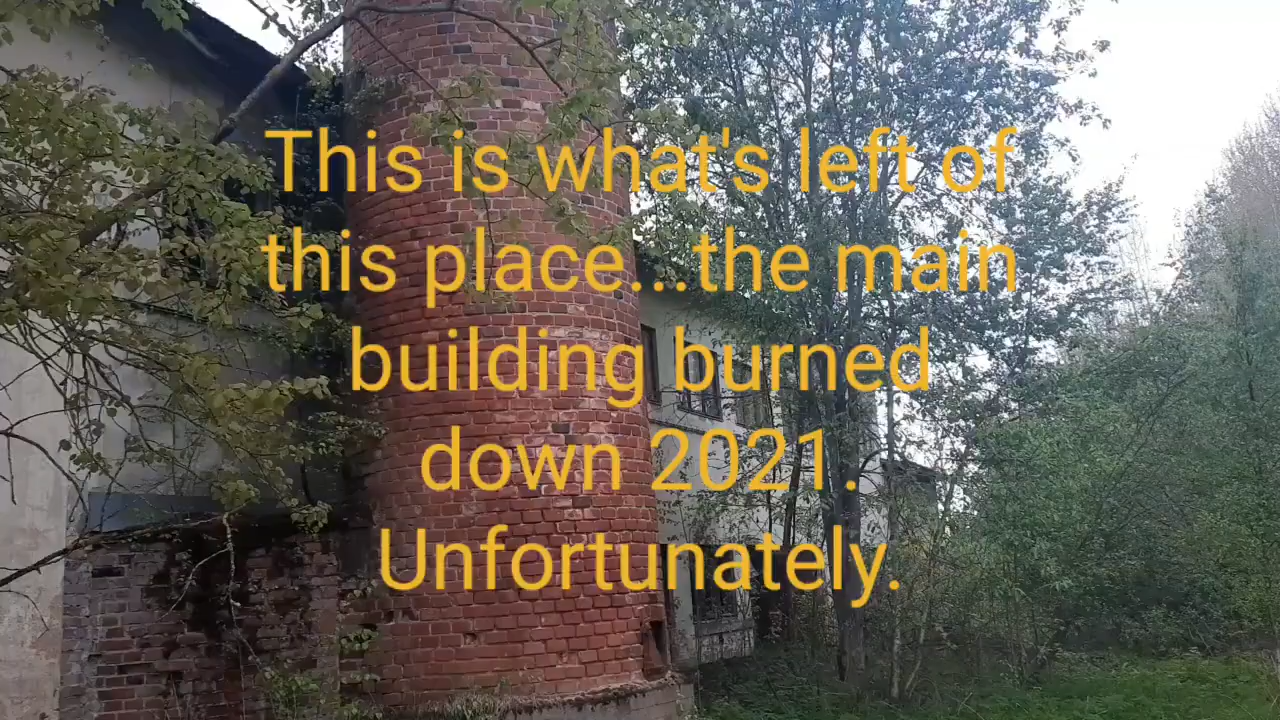 This is what's left of
this place...the main
building burned
down 2021.
Unfortunately.